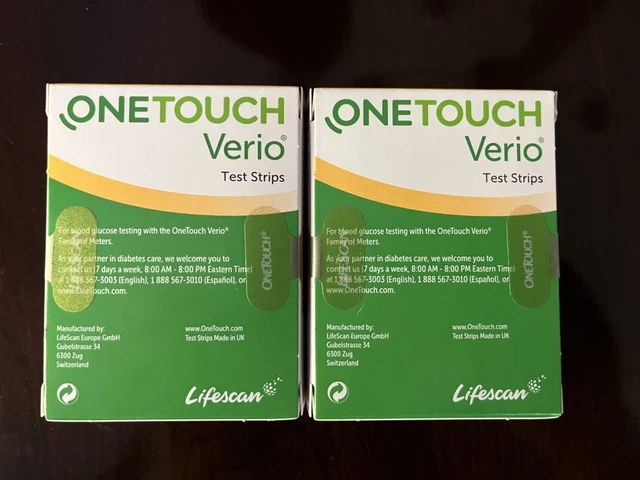 ONETOUCH
Verio®
Test Strips
For blood glucose testing with the OneTouch Verio®
Family of Meters.
As your partner in diabetes care, we welcome you to
contact us (7 days a week, 8:00 AM - 8:00 PM Eastern Time)
at 1 888 567-3003 (English), 1 888 567-3010 (Español), or
www.OneTouch.com.
ONETOUCH®
Manufactured by:
LifeScan Europe GmbH
Gubelstrasse 34
6300 Zug
Switzerland
www.OneTouch.com
Test Strips Made in UK
Lifescan
ONETOUCH
Verio®
Test Strips
For blood glucose testing with the OneTouch Verio®
Family of Meters.
As your partner in diabetes care, we welcome you to
contact us (7 days a week, 8:00 AM - 8:00 PM Eastern Time)
at 1 888 567-3003 (English), 1 888 567-3010 (Español), or
www.OneTouch.com.
ONETOUCH®
Manufactured by:
LifeScan Europe GmbH
Gubelstrasse 34
6300 Zug
Switzerland
www.OneTouch.com
Test Strips Made in UK
Lifescan